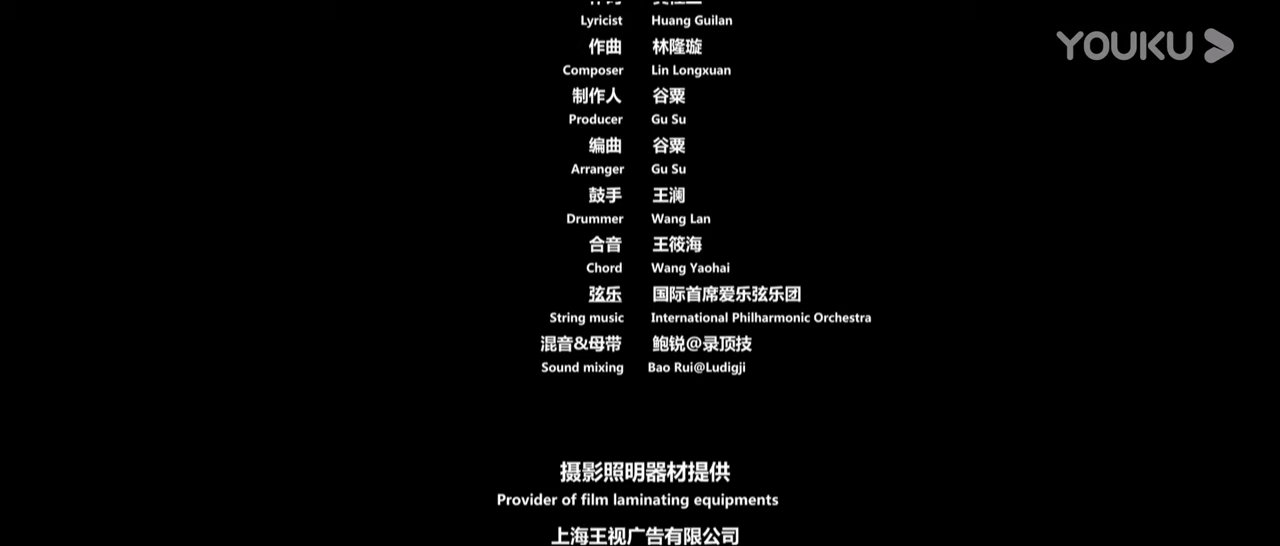 Lyricist Huang Guilan
作曲 林隆璇
Composer Lin Longxuan
制作人 谷粟
Producer Gu Su
编曲 谷粟
Arranger Gu Su
鼓手 王澜
Drummer Wang Lan
合音 王筱海
Chord Wang Yaohai
弦乐 国际首席爱乐弦乐团
String music International Philharmonic Orchestra
混音&母带 鲍锐@录顶技
Sound mixing Bao Rui@Ludigji
摄影照明器材提供
Provider of film laminating equipments
上海王视广告有限公司
YOUKU